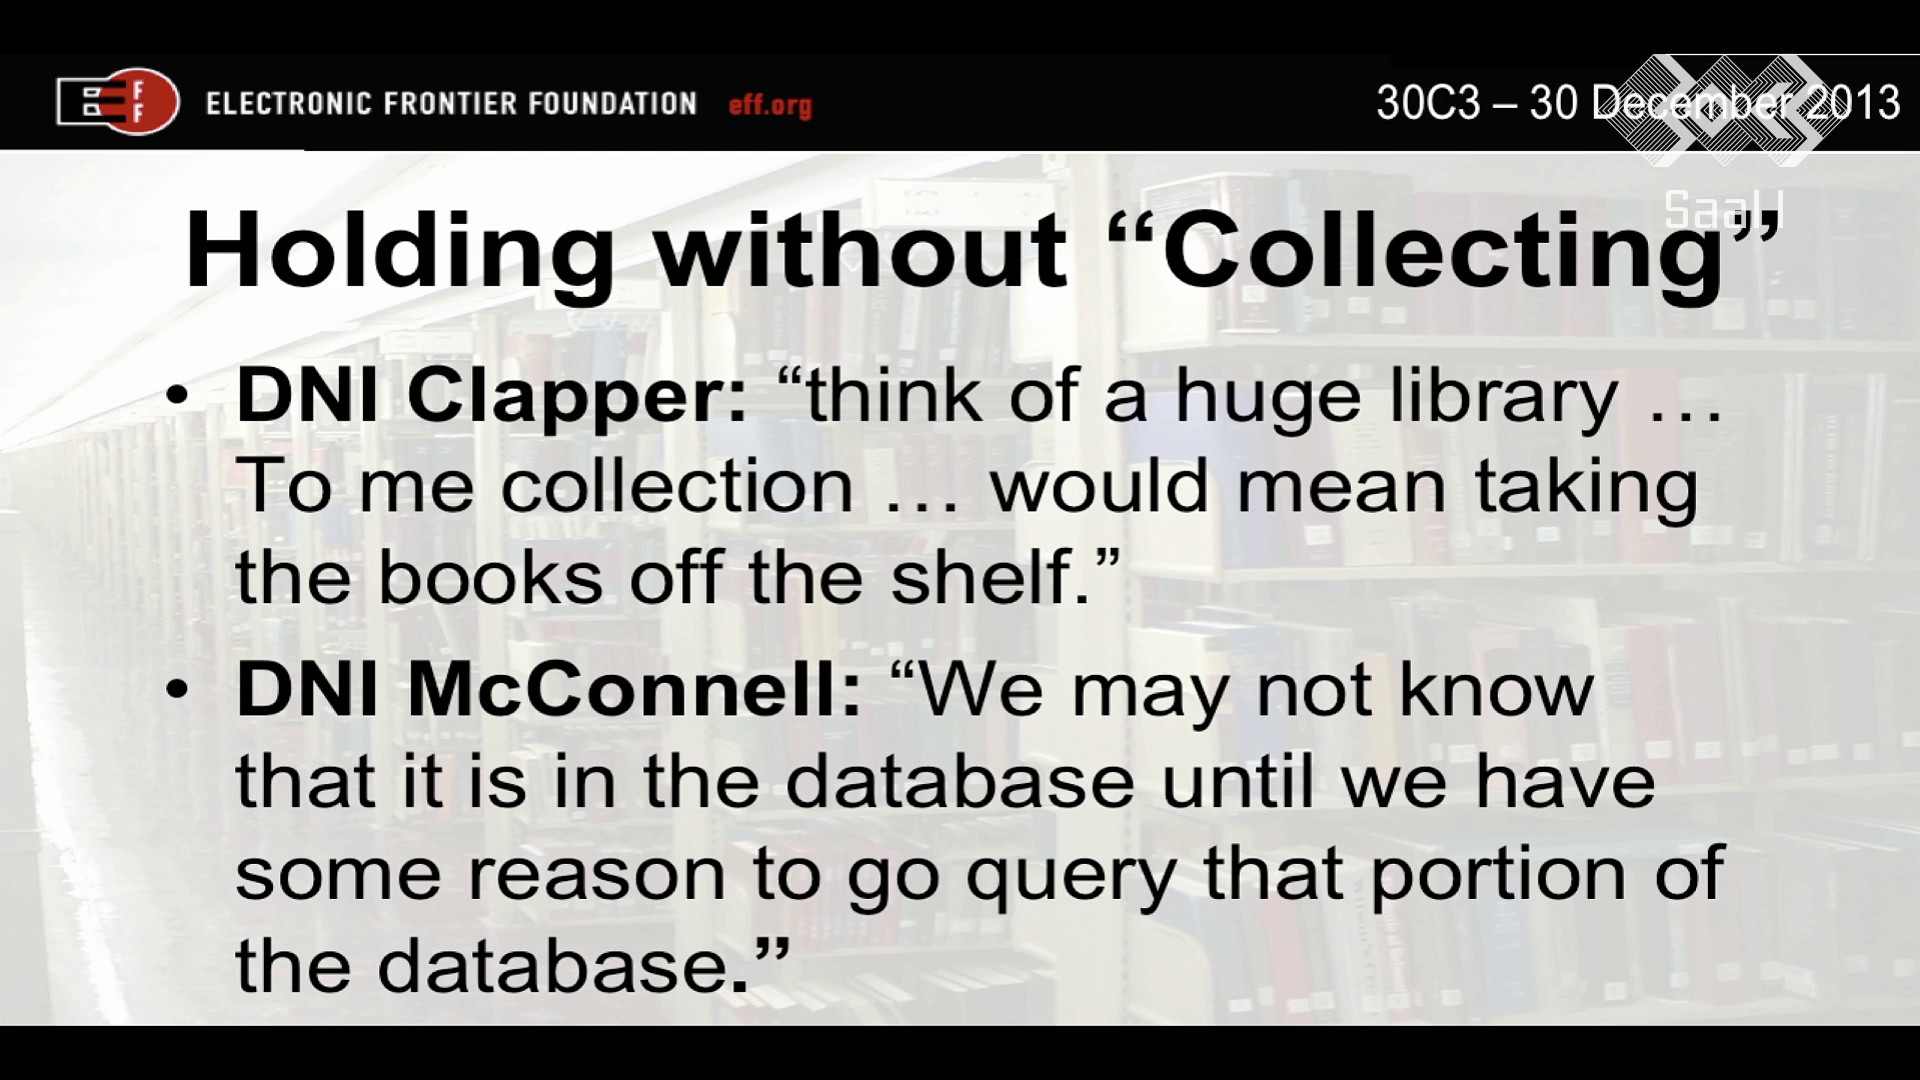 E F F
ELECTRONIC FRONTIER FOUNDATION eff.org
30C3 – 30 December 2013
Saal 1
Holding without “Collecting”
• DNI Clapper: “think of a huge library …
To me collection … would mean taking
the books off the shelf.”
• DNI McConnell: “We may not know
that it is in the database until we have
some reason to go query that portion of
the database.”